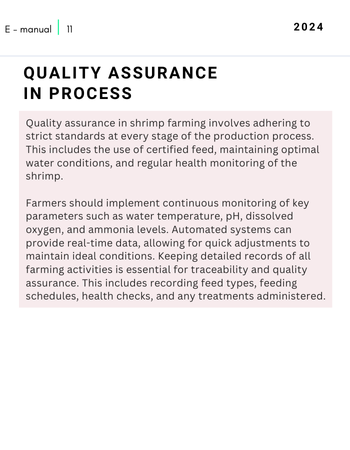 E - manual | 11
2024
QUALITY ASSURANCE
IN PROCESS
Quality assurance in shrimp farming involves adhering to
strict standards at every stage of the production process.
This includes the use of certified feed, maintaining optimal
water conditions, and regular health monitoring of the
shrimp.
Farmers should implement continuous monitoring of key
parameters such as water temperature, pH, dissolved
oxygen, and ammonia levels. Automated systems can
provide real-time data, allowing for quick adjustments to
maintain ideal conditions. Keeping detailed records of all
farming activities is essential for traceability and quality
assurance. This includes recording feed types, feeding
schedules, health checks, and any treatments administered.